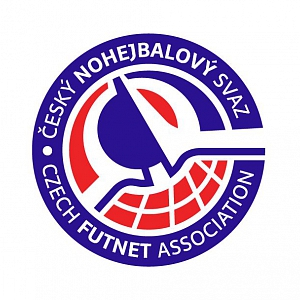 ČESKÝ NOHEJBALOVÝ SVAZ
CZECH FUTNET ASSOCIATION